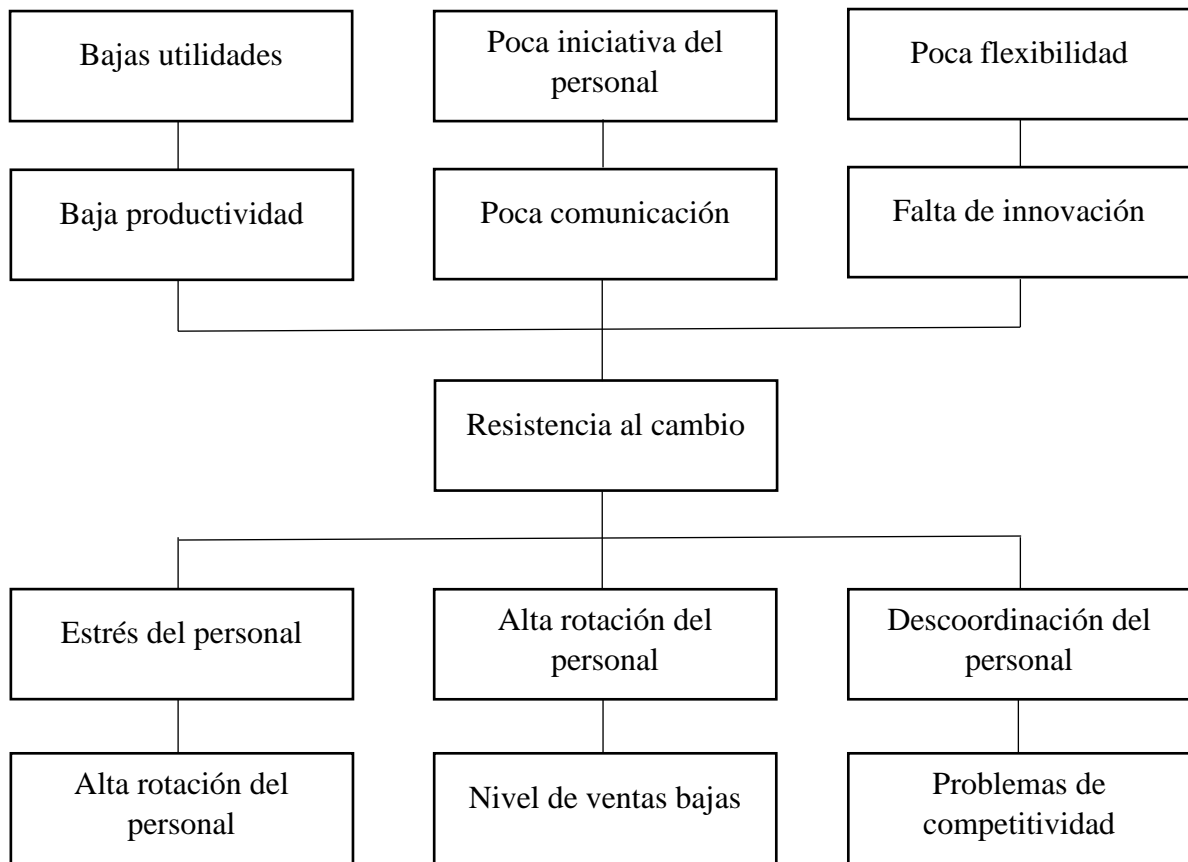 Bajas utilidades
Poca iniciativa del
personal
Poca flexibilidad
Baja productividad
Poca comunicación
Falta de innovación
Resistencia al cambio
Estrés del personal
Alta rotación del
personal
Descoordinación del
personal
Alta rotación del
personal
Nivel de ventas bajas
Problemas de
competitividad